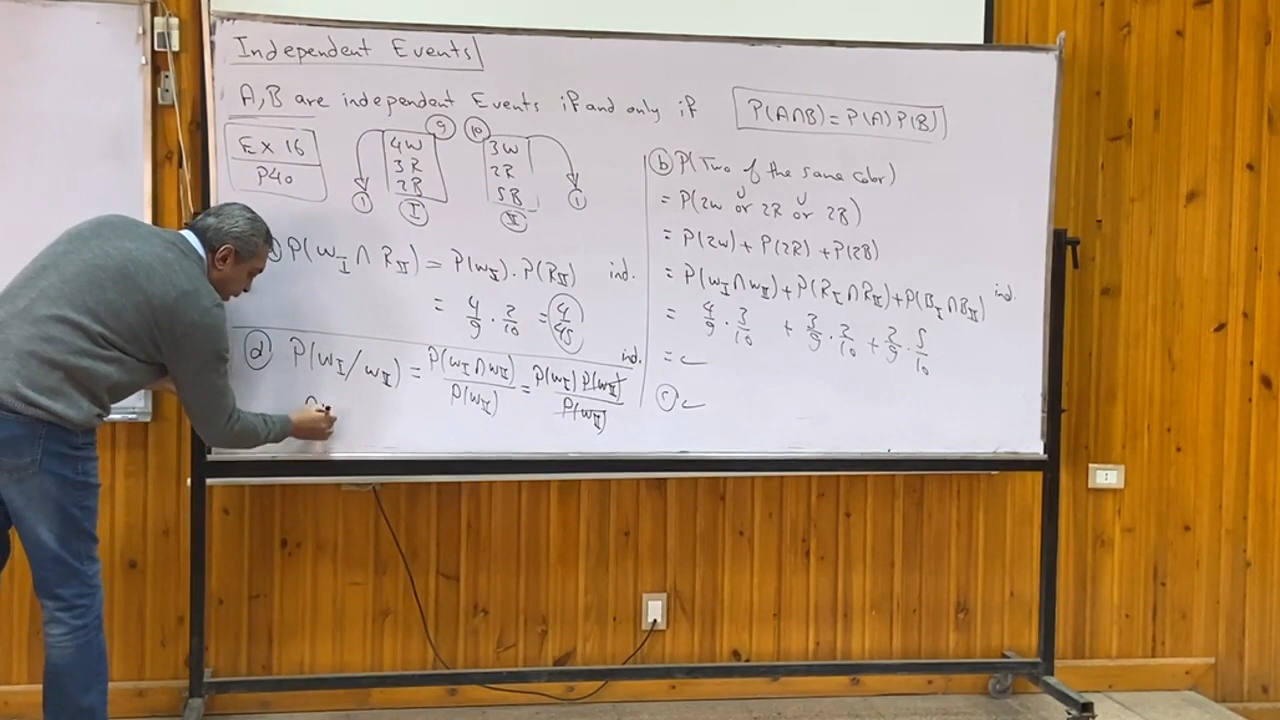 Independent Events
A,B are independent Events if and only if P(A∩B) = P(A) P(B)
Ex 16
P40
9
4W
3R
2B
I
1
10
3W
2R
5B
II
1
P(W_I ∩ R_II) = P(W_I) . P(R_II) ind.
= 4/9 . 2/10 = 4/45
d P(W_I / W_II) = P(W_I ∩ W_II) / P(W_II) = P(W_I) P(W_II) / P(W_II) ind.
b P(Two of the same color)
= P(2W or 2R or 2B)
∪ ∪
= P(2W) + P(2R) + P(2B)
= P(W_I ∩ W_II) + P(R_I ∩ R_II) + P(B_I ∩ B_II) ind.
= 4/9 . 3/10 + 3/9 . 2/10 + 2/9 . 5/10
=
c